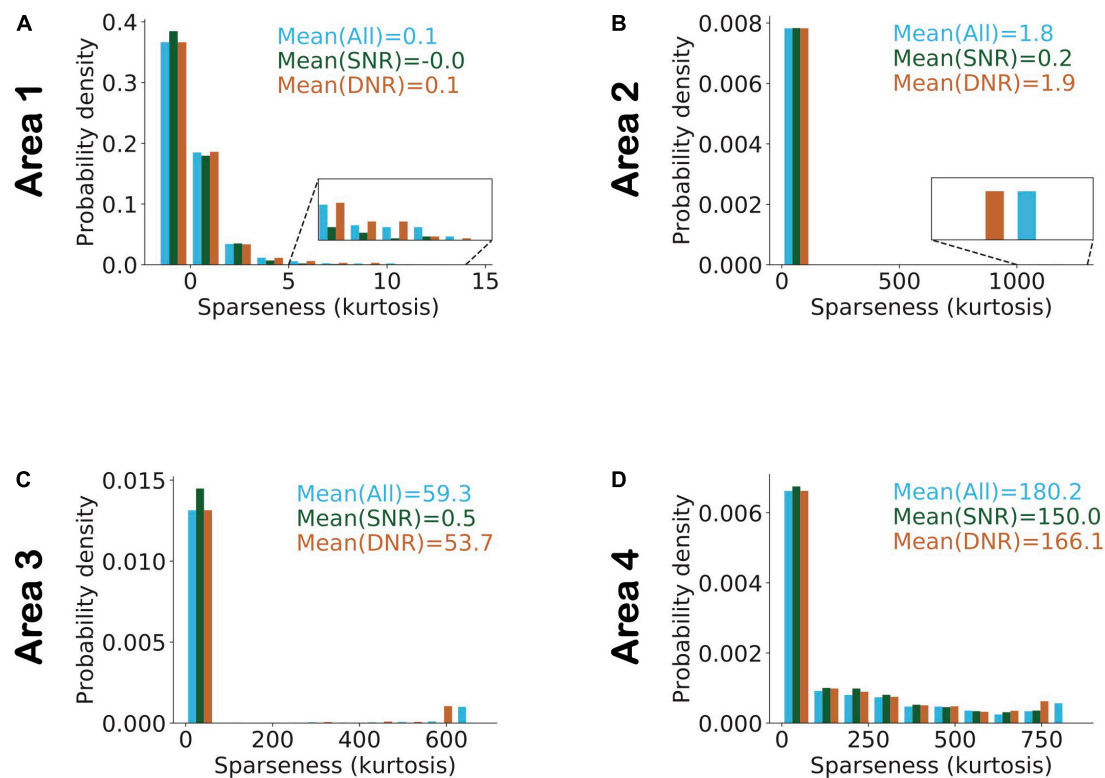 A
Area 1
Probability density
0.4
0.3
0.2
0.1
0.0
Mean(All)=0.1
Mean(SNR)=-0.0
Mean(DNR)=0.1
0 5 10 15
Sparseness (kurtosis)
B
Area 2
Probability density
0.008
0.006
0.004
0.002
0.000
Mean(All)=1.8
Mean(SNR)=0.2
Mean(DNR)=1.9
0 500 1000
Sparseness (kurtosis)
C
Area 3
Probability density
0.015
0.010
0.005
0.000
Mean(All)=59.3
Mean(SNR)=0.5
Mean(DNR)=53.7
0 200 400 600
Sparseness (kurtosis)
D
Area 4
Probability density
0.006
0.004
0.002
0.000
Mean(All)=180.2
Mean(SNR)=150.0
Mean(DNR)=166.1
0 250 500 750
Sparseness (kurtosis)